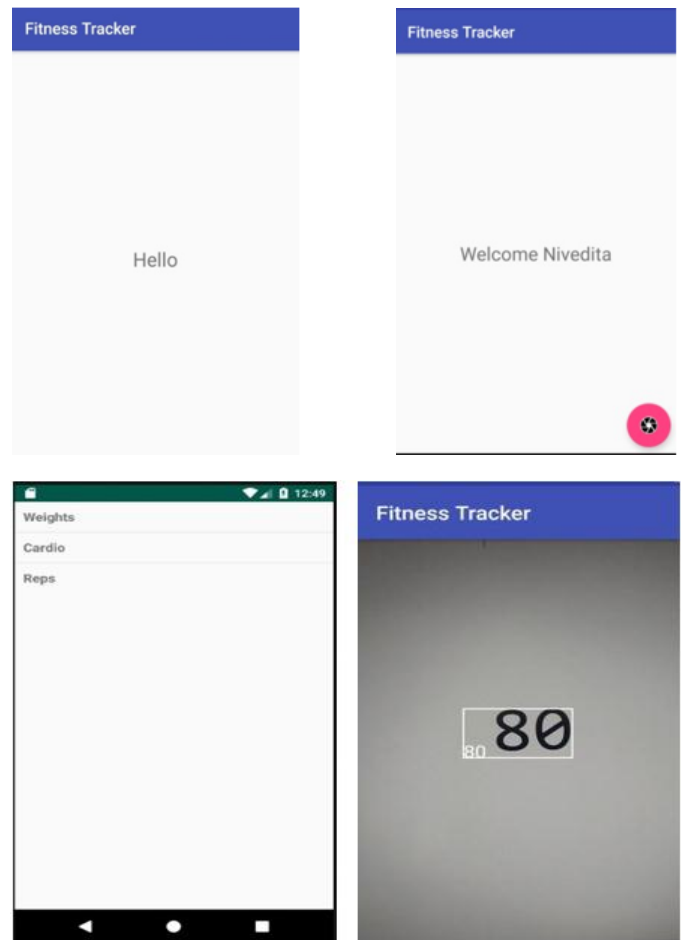 Fitness Tracker
Hello
Fitness Tracker
Welcome Nivedita
12:49
Weights
Cardio
Reps
Fitness Tracker
80
80